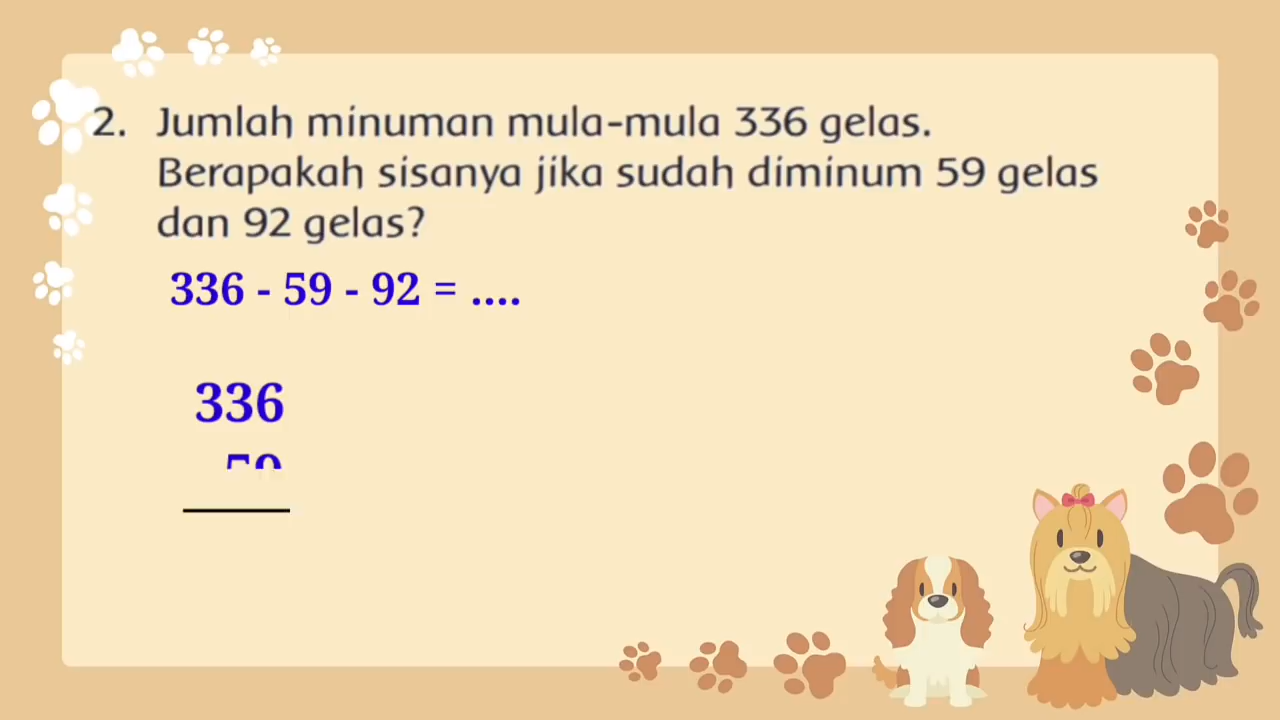 2. Jumlah minuman mula-mula 336 gelas.
Berapakah sisanya jika sudah diminum 59 gelas
dan 92 gelas?
336 - 59 - 92 = ....
336